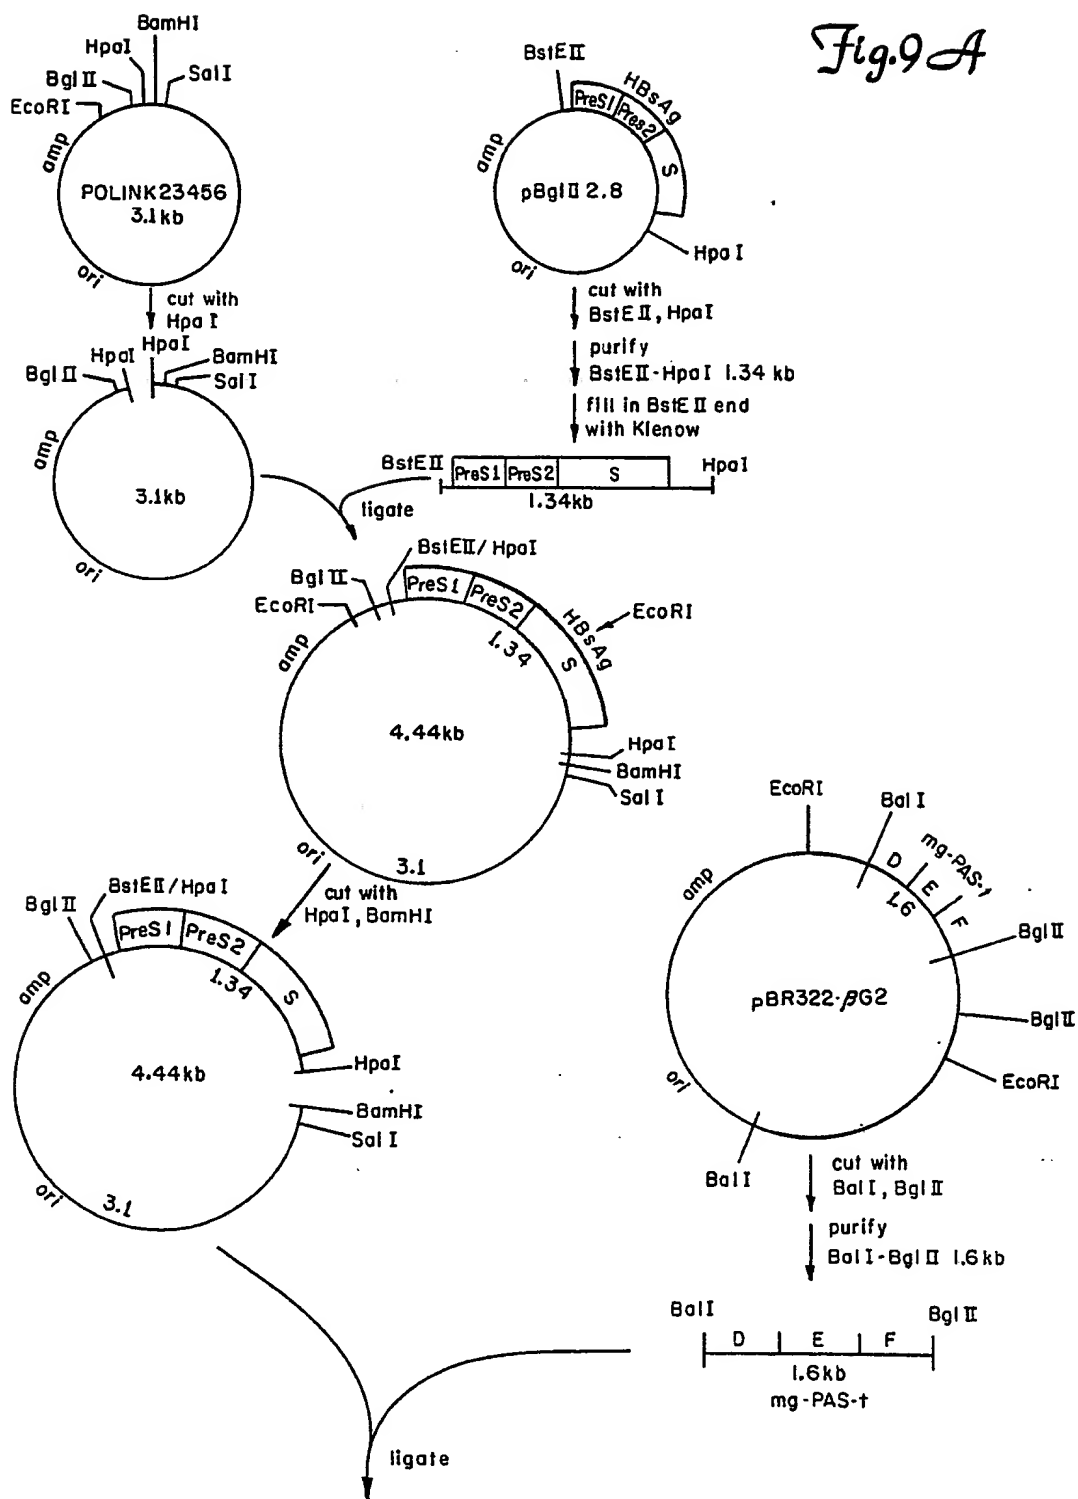 Fig.9A
BamHI
HpaI
BglII
SalI
EcoRI
amp
POLINK23456
3.1kb
ori
cut with
HpaI
BstEII
HBsAg
PreS1
Pres2
S
amp
pBglII 2.8
ori
HpaI
cut with
BstEII, HpaI
purify
BstEII-HpaI 1.34 kb
fill in BstEII end
with Klenow
HpaI
HpaI
BamHI
BglII
SalI
amp
3.1kb
ori
BstEII
PreS1
PreS2
S
HpaI
1.34kb
ligate
BstEII/HpaI
BglII
EcoRI
PreS1
PreS2
HBsAg
S
EcoRI
1.34
amp
4.44kb
HpaI
BamHI
SalI
ori
3.1
cut with
HpaI, BamHI
BstEII/HpaI
BglII
PreS1
PreS2
S
1.34
amp
4.44kb
HpaI
BamHI
SalI
ori
3.1
EcoRI
BalI
mg-PAS-t
D
E
F
1.6
amp
BglII
pBR322-βG2
BglII
EcoRI
ori
BalI
cut with
BalI, BglII
purify
BalI-BglII 1.6kb
BalI
BglII
D
E
F
1.6kb
mg-PAS-t
ligate